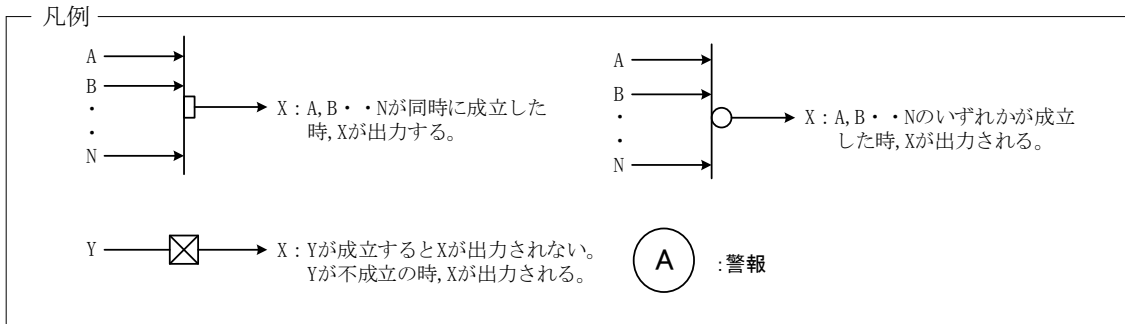 凡例
A
B
・
・
N
X：A,B・・Nが同時に成立した
時,Xが出力する。
A
B
・
・
N
X：A,B・・Nのいずれかが成立
した時,Xが出力される。
Y
X：Yが成立するとXが出力されない。
Yが不成立の時,Xが出力される。
A
:警報